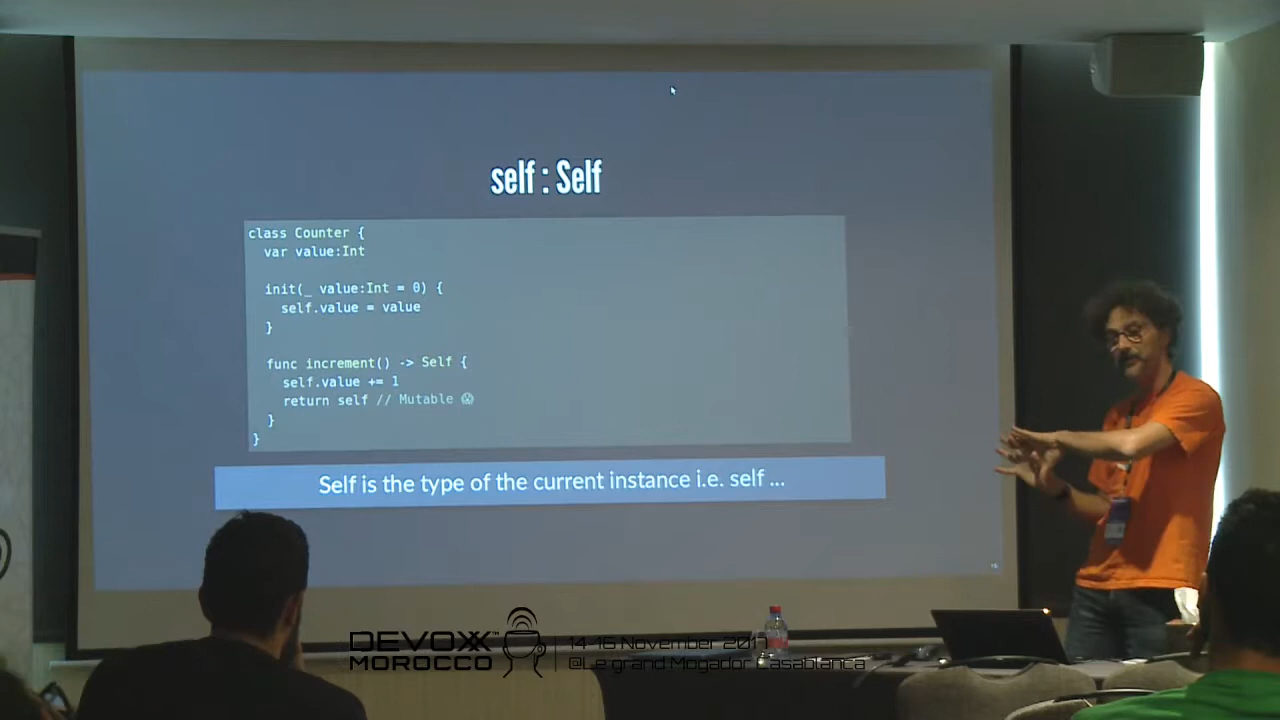 self : Self
class Counter {
var value:Int
init(_ value:Int = 0) {
self.value = value
}
func increment() -> Self {
self.value += 1
return self // Mutable 😱
}
}
Self is the type of the current instance i.e. self ...
DEVOXX™
MOROCCO
14-16 November 2017
@Le grand Mogador Casablanca